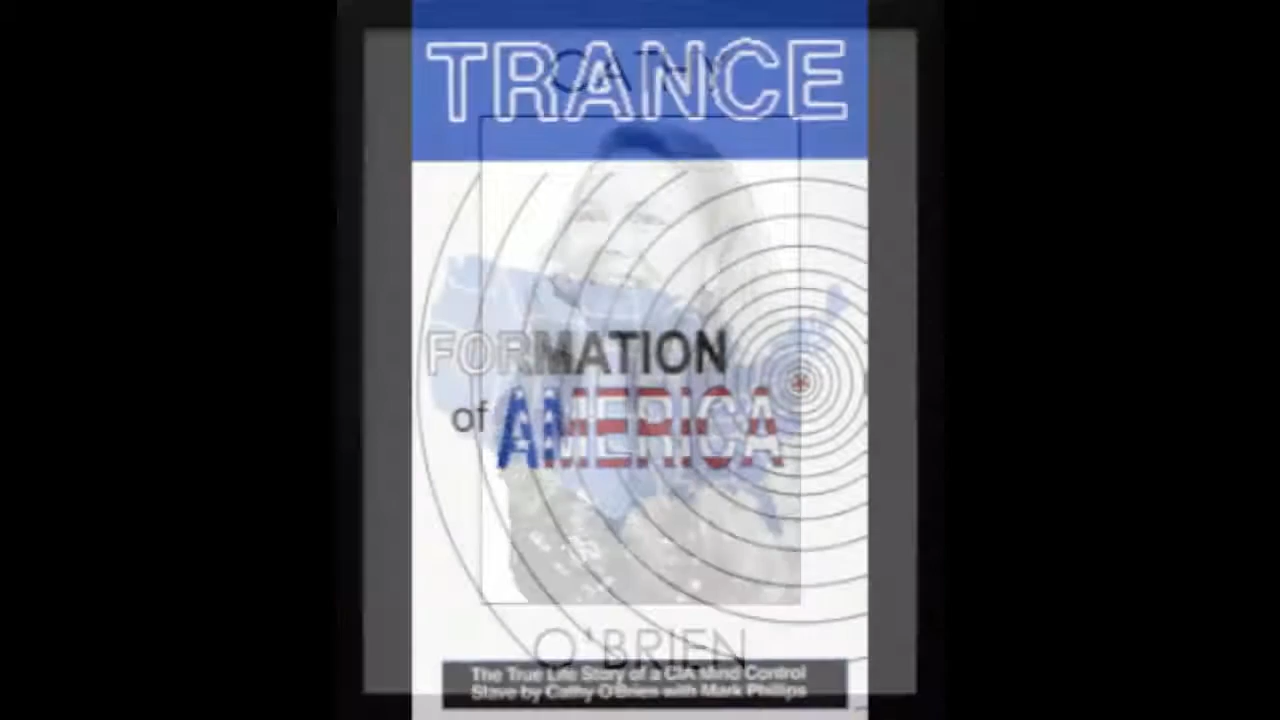 TRANCE
CATHY
FORMATION
of AMERICA
O'BRIEN
The True Life Story of a CIA Mind Control
Slave by Cathy O'Brien with Mark Phillips